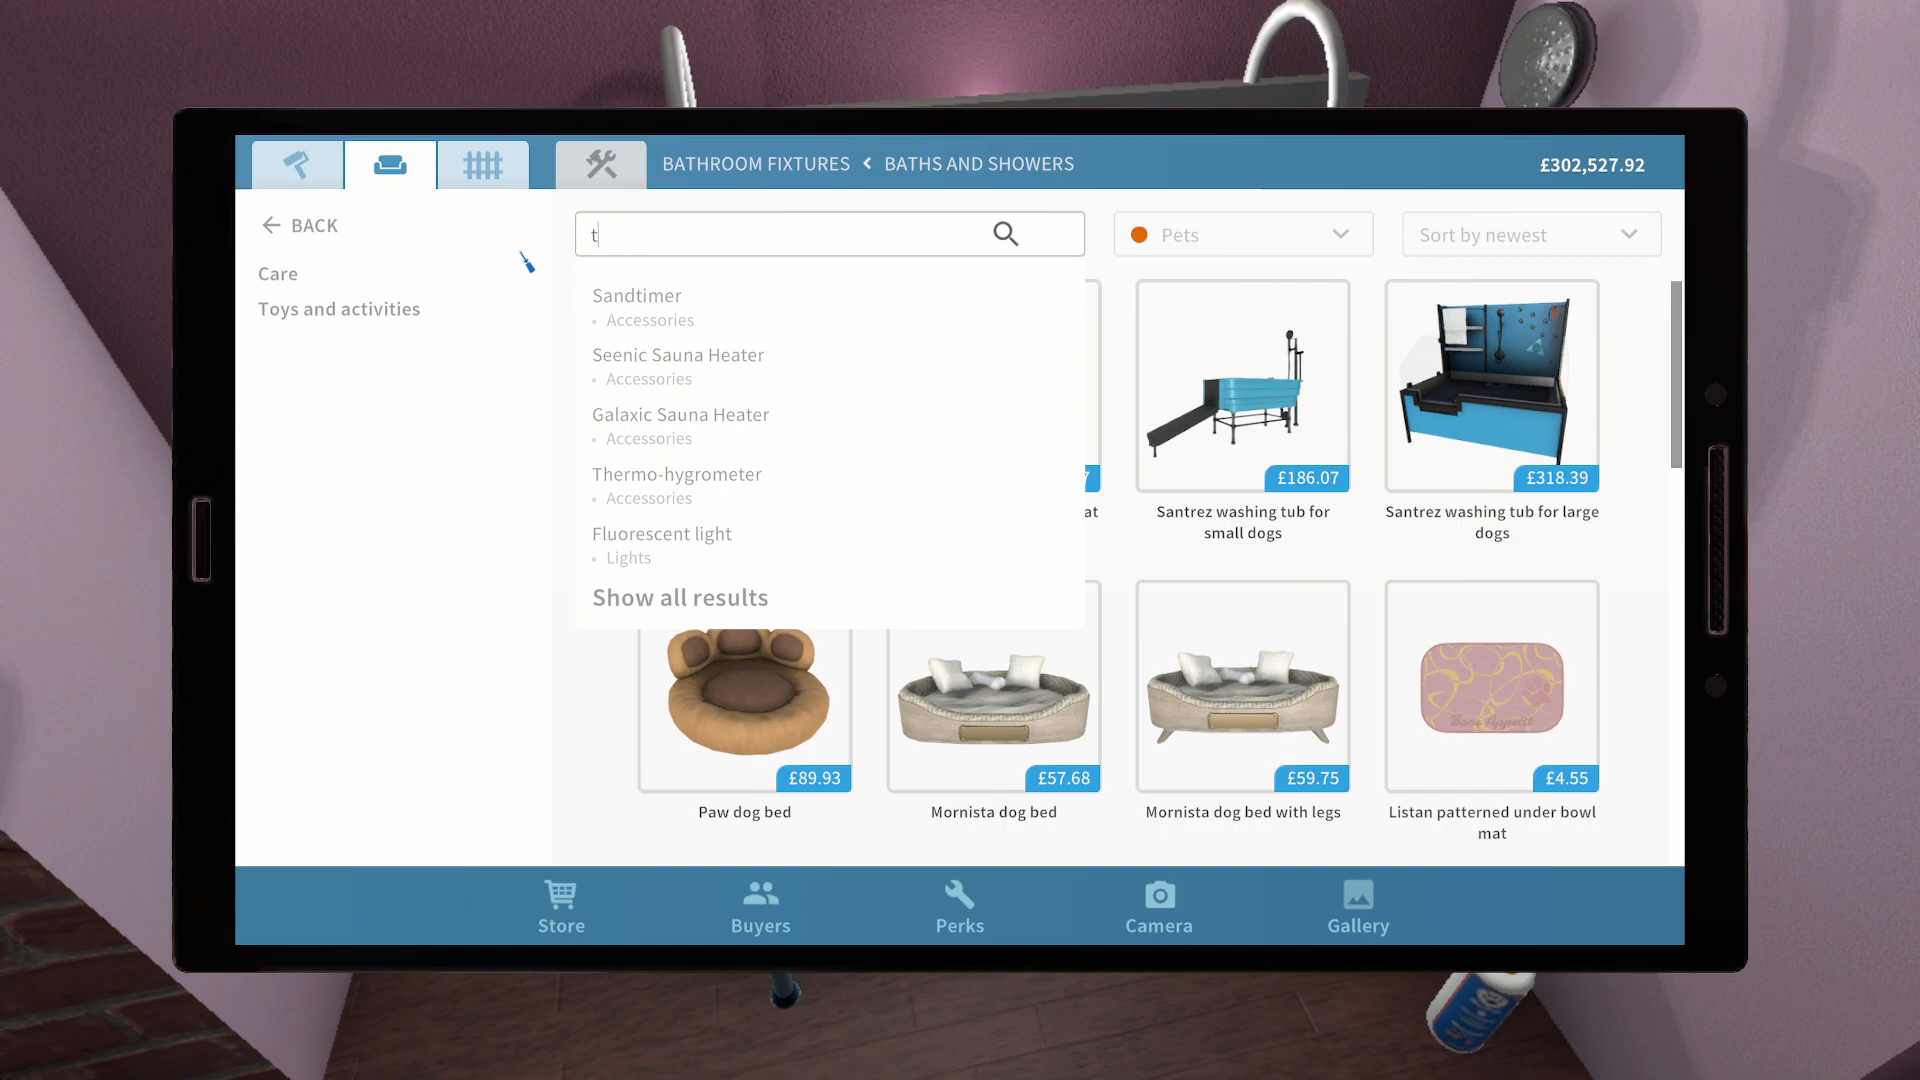 BATHROOM FIXTURES < BATHS AND SHOWERS
£302,527.92
BACK
Care
Toys and activities
t
Pets
Sort by newest
Sandtimer
• Accessories
Seenic Sauna Heater
• Accessories
Galaxic Sauna Heater
• Accessories
Thermo-hygrometer
• Accessories
Fluorescent light
• Lights
Show all results
7
at
£186.07
Santrez washing tub for
small dogs
£318.39
Santrez washing tub for large
dogs
£89.93
Paw dog bed
£57.68
Mornista dog bed
£59.75
Mornista dog bed with legs
Bone Appetit
£4.55
Listan patterned under bowl
mat
Store
Buyers
Perks
Camera
Gallery